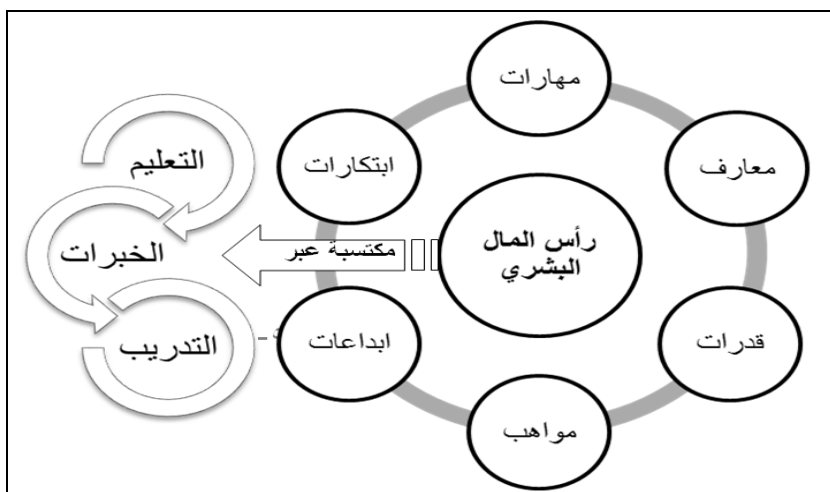 مهارات
معارف
ابتكارات
التعليم
رأس المال
البشري
مكتسبة عبر
الخبرات
قدرات
ابداعات
التدريب
مواهب